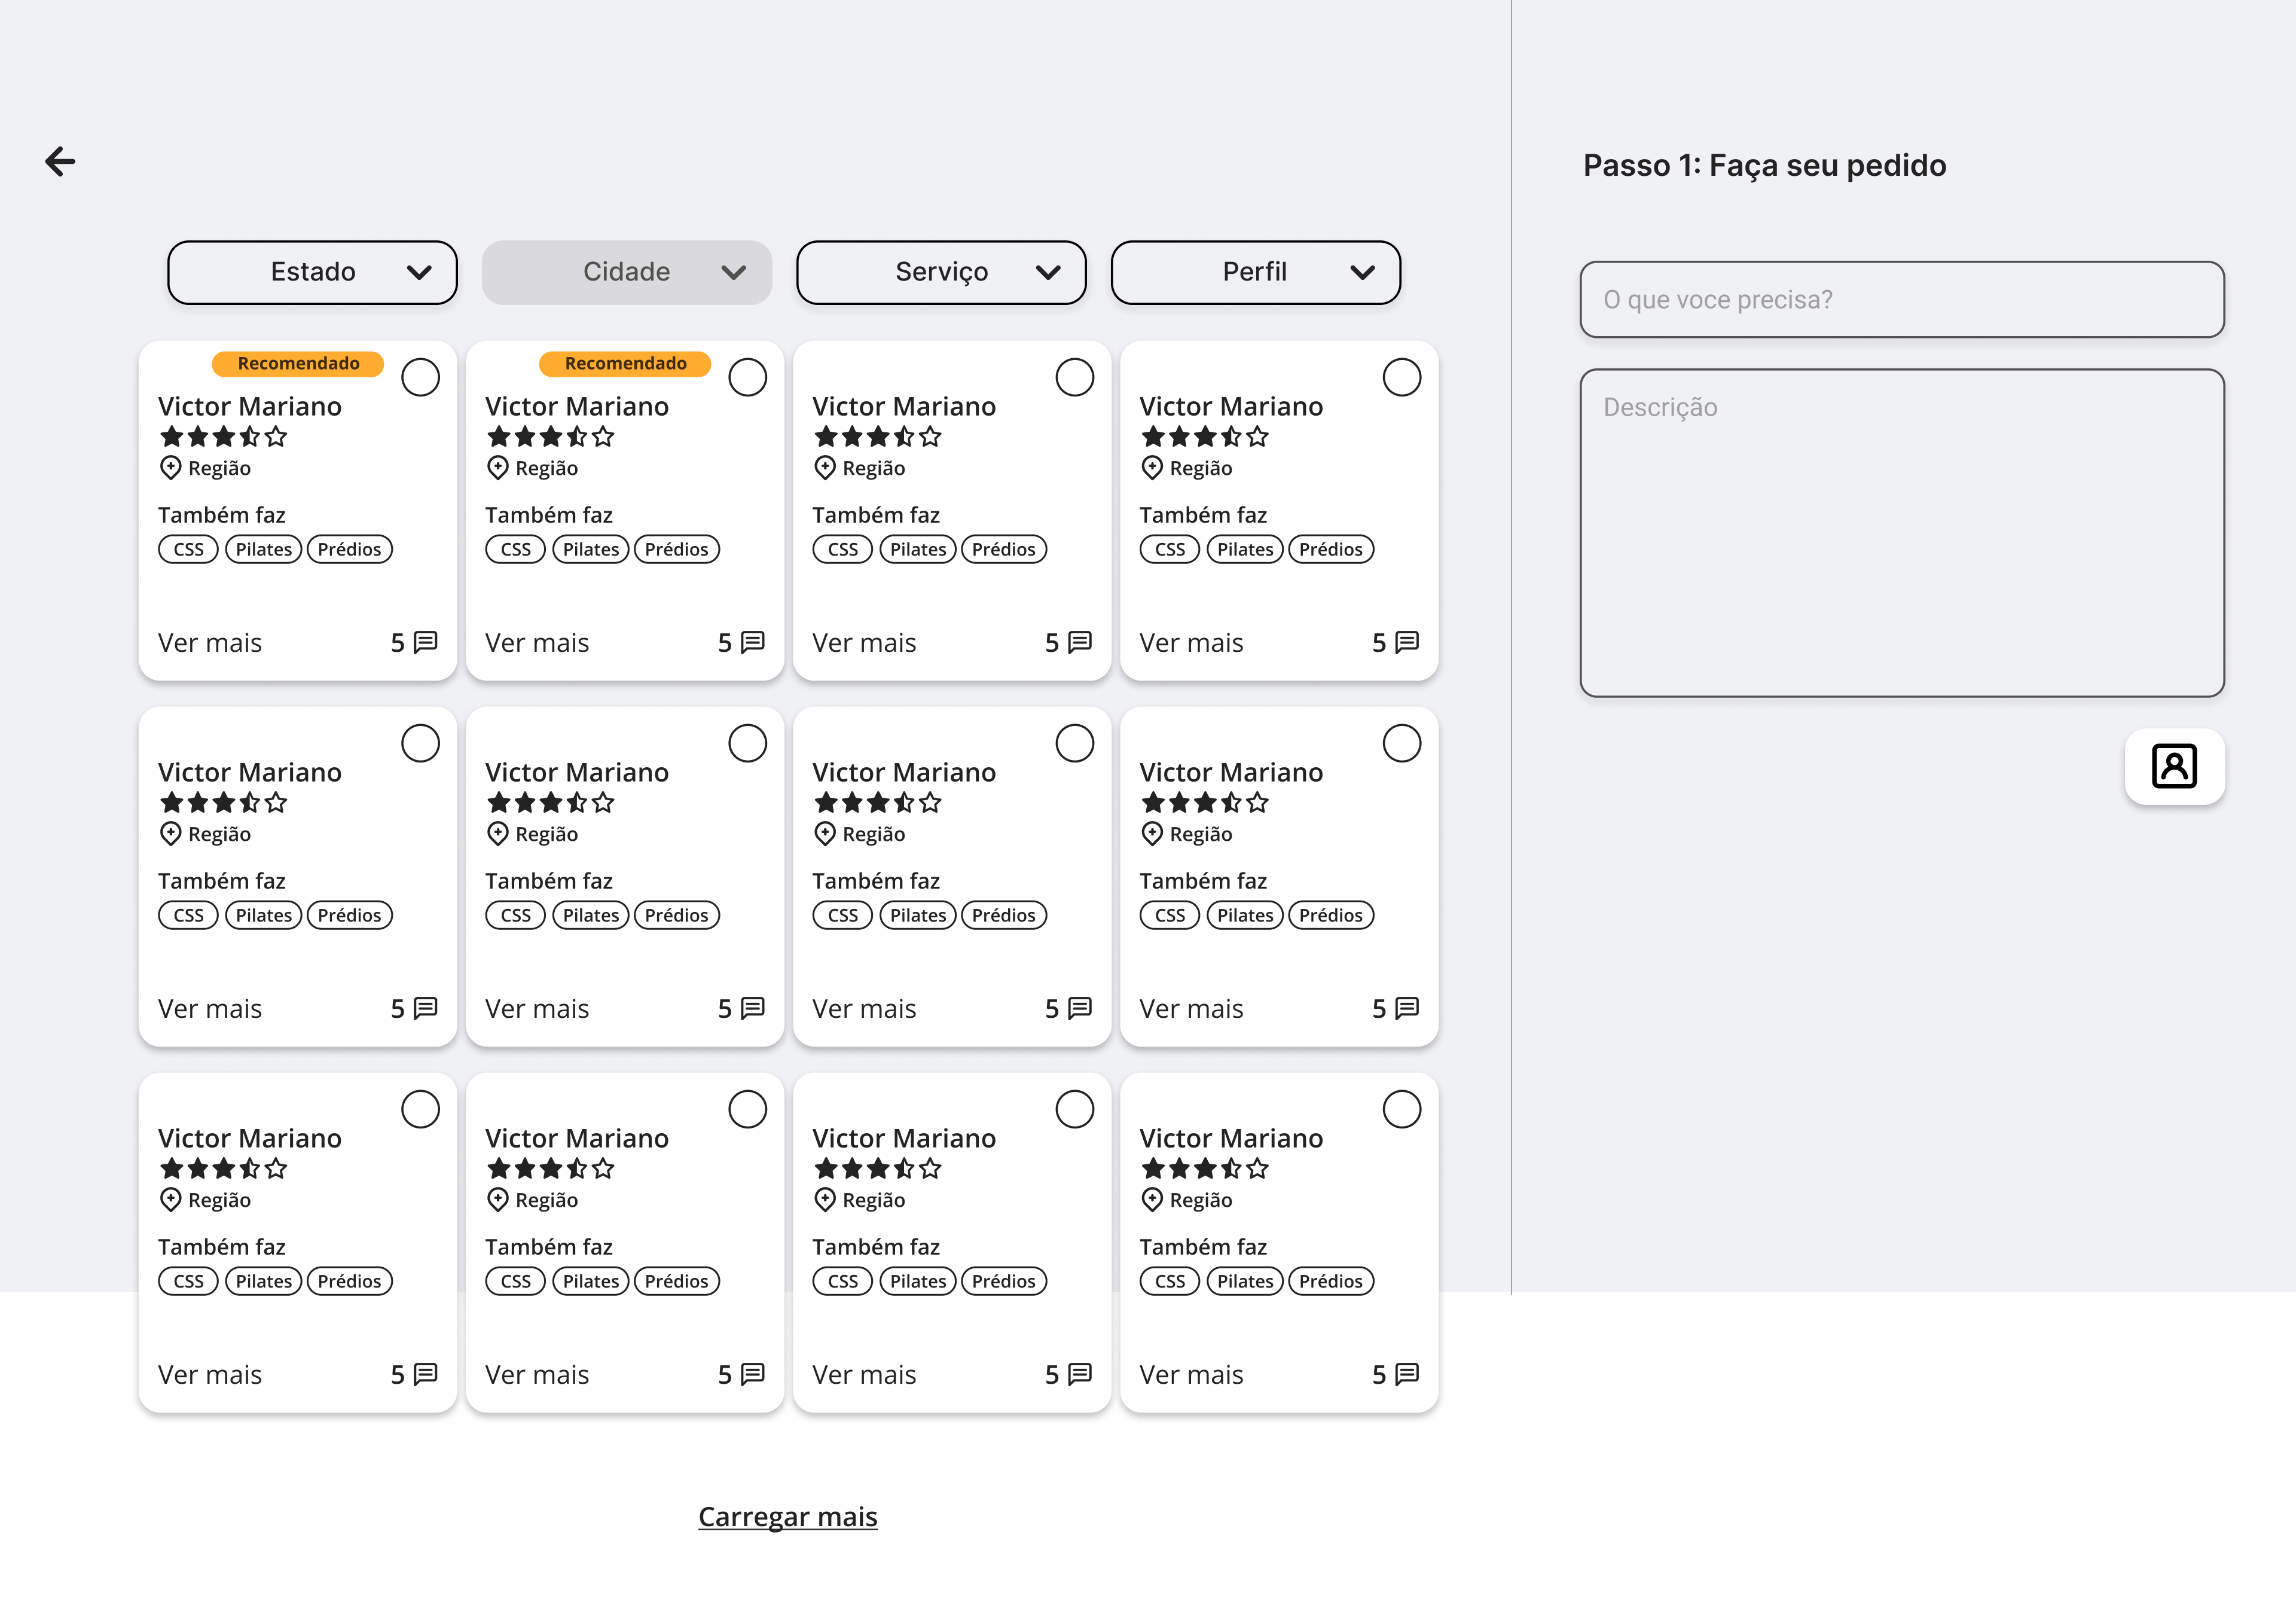 Passo 1: Faça seu pedido
Estado
Cidade
Serviço
Perfil
O que voce precisa?
Descrição
Recomendado
Victor Mariano
Região
Também faz
CSS Pilates Prédios
Ver mais 5
Recomendado
Victor Mariano
Região
Também faz
CSS Pilates Prédios
Ver mais 5
Victor Mariano
Região
Também faz
CSS Pilates Prédios
Ver mais 5
Victor Mariano
Região
Também faz
CSS Pilates Prédios
Ver mais 5
Victor Mariano
Região
Também faz
CSS Pilates Prédios
Ver mais 5
Victor Mariano
Região
Também faz
CSS Pilates Prédios
Ver mais 5
Victor Mariano
Região
Também faz
CSS Pilates Prédios
Ver mais 5
Victor Mariano
Região
Também faz
CSS Pilates Prédios
Ver mais 5
Victor Mariano
Região
Também faz
CSS Pilates Prédios
Ver mais 5
Victor Mariano
Região
Também faz
CSS Pilates Prédios
Ver mais 5
Victor Mariano
Região
Também faz
CSS Pilates Prédios
Ver mais 5
Victor Mariano
Região
Também faz
CSS Pilates Prédios
Ver mais 5
Carregar mais